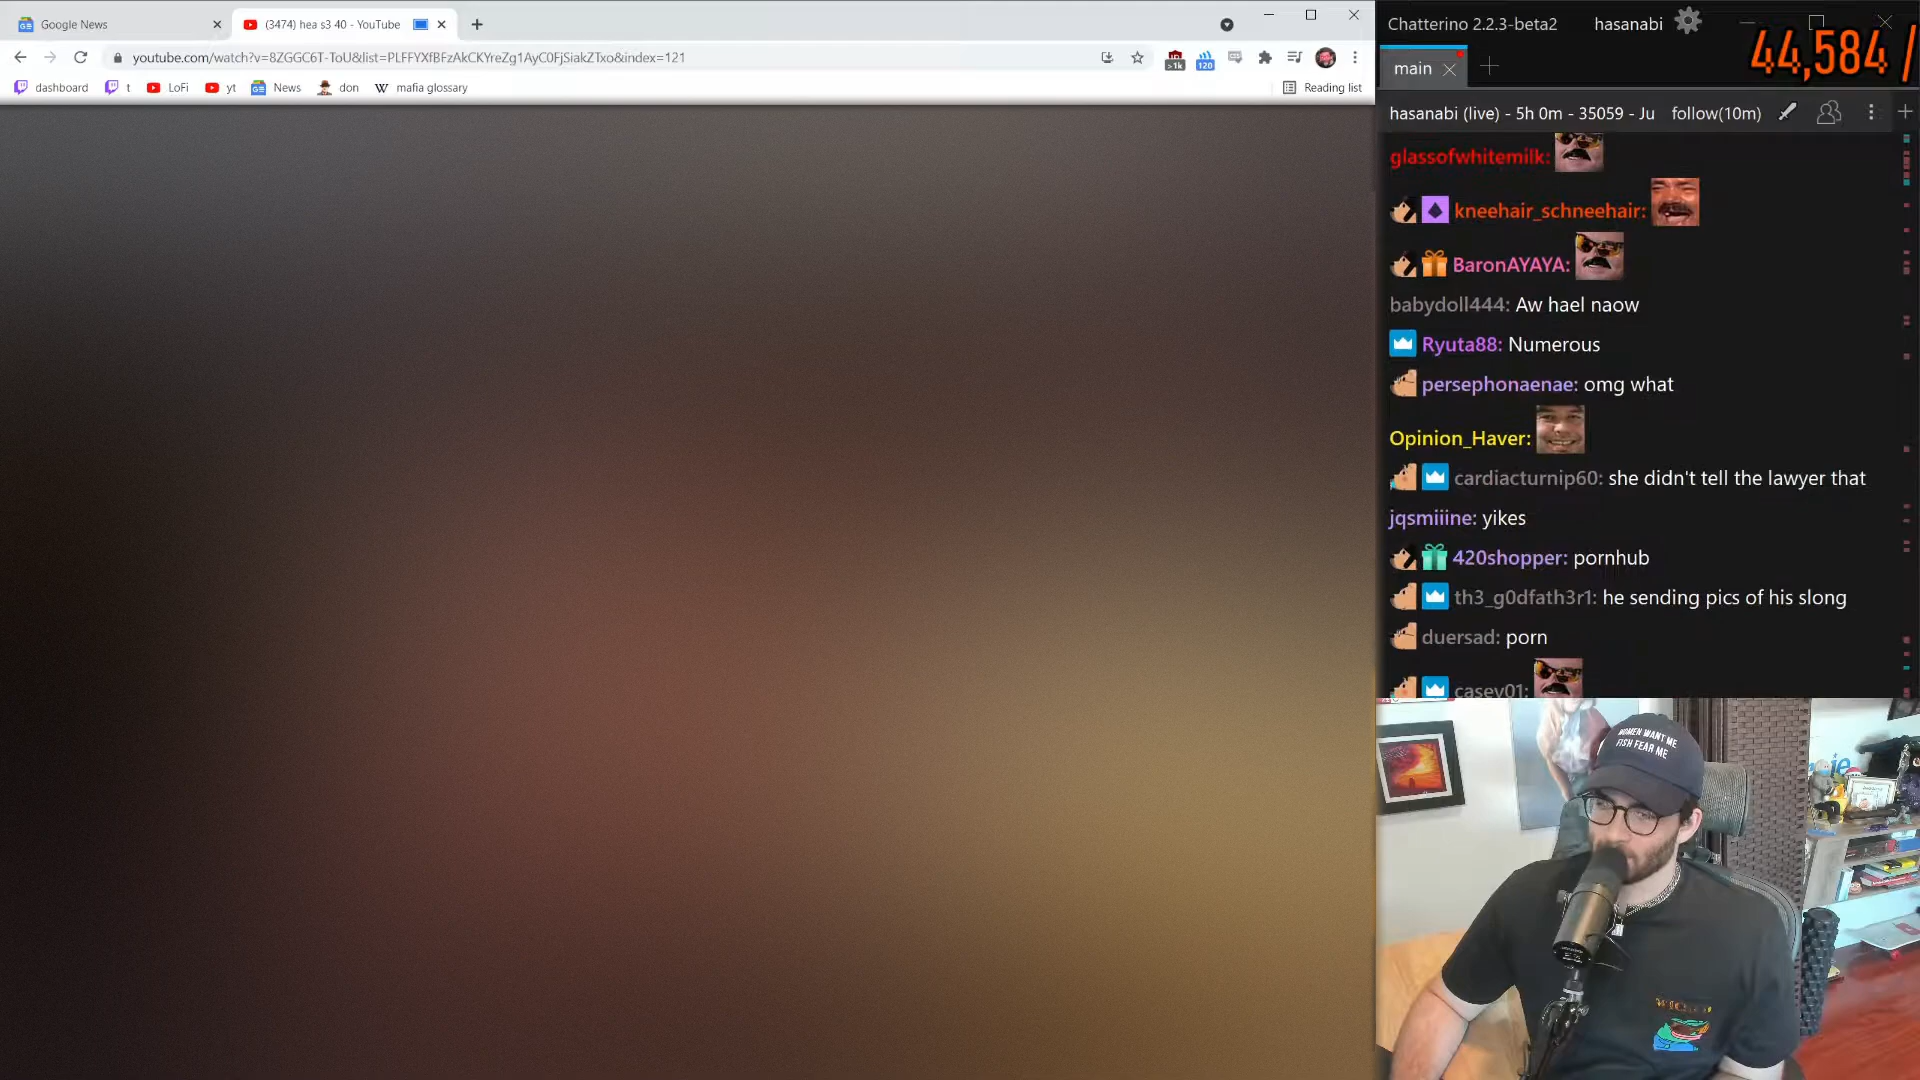 Google News
(3474) hea s3 40 - YouTube
youtube.com/watch?v=8ZGGC6T-ToU&list=PLFFYXfBFzAkCKYreZg1AyC0FjSiakZTxo&index=121
>1k
120
dashboard
t
LoFi
yt
News
don
W mafia glossary
Reading list
Chatterino 2.2.3-beta2
hasanabi
44,584 /
main
hasanabi (live) - 5h 0m - 35059 - Ju
follow(10m)
glassofwhitemilk:
kneehair_schneehair:
BaronAYAYA:
babydoll444: Aw hael naow
Ryuta88: Numerous
persephonaenae: omg what
Opinion_Haver:
cardiacturnip60: she didn't tell the lawyer that
jqsmiiine: yikes
420shopper: pornhub
th3_g0dfath3r1: he sending pics of his slong
duersad: porn
casey01:
WOMEN WANT ME
FISH FEAR ME